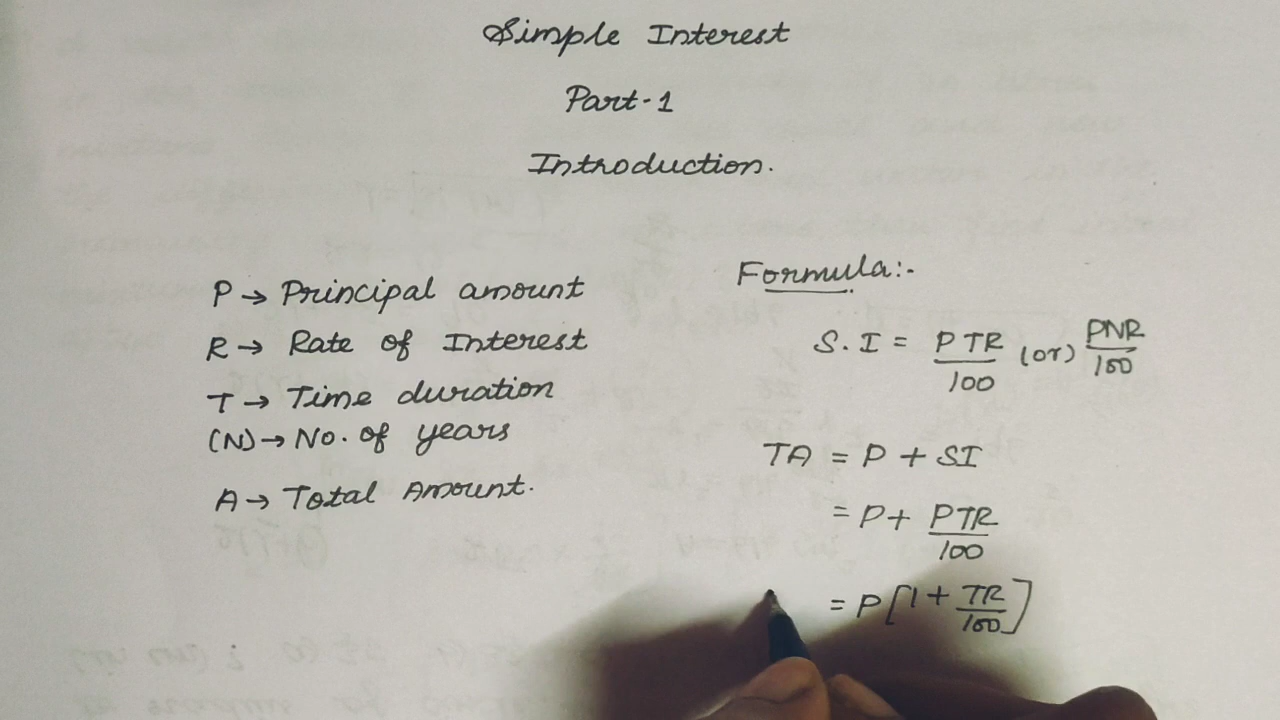 Simple Interest
Part-1
Introduction.
P → Principal amount
R → Rate of Interest
T → Time duration
(N) → No. of years
A → Total Amount.
Formula:-
S.I = PTR/100 (or) PNR/100
TA = P + SI
= P + PTR/100
= P[1 + TR/100]